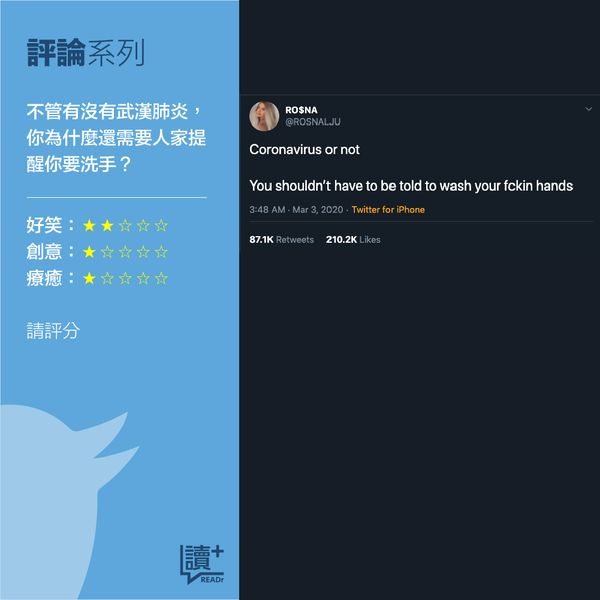 評論系列
不管有沒有武漢肺炎，
你為什麼還需要人家提
醒你要洗手？
好笑：★★☆☆☆
創意：★☆☆☆☆
療癒：★☆☆☆☆
請評分
讀+
READr
RO$NA
@ROSNALJU
Coronavirus or not
You shouldn't have to be told to wash your fckin hands
3:48 AM · Mar 3, 2020 · Twitter for iPhone
87.1K Retweets 210.2K Likes